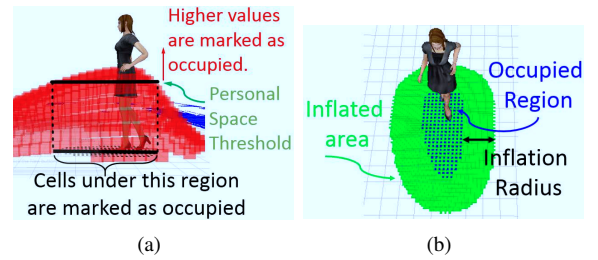 Higher values
are marked as
occupied.
Personal
Space
Threshold
Cells under this region
are marked as occupied
(a)
Occupied
Region
Inflated
area
Inflation
Radius
(b)